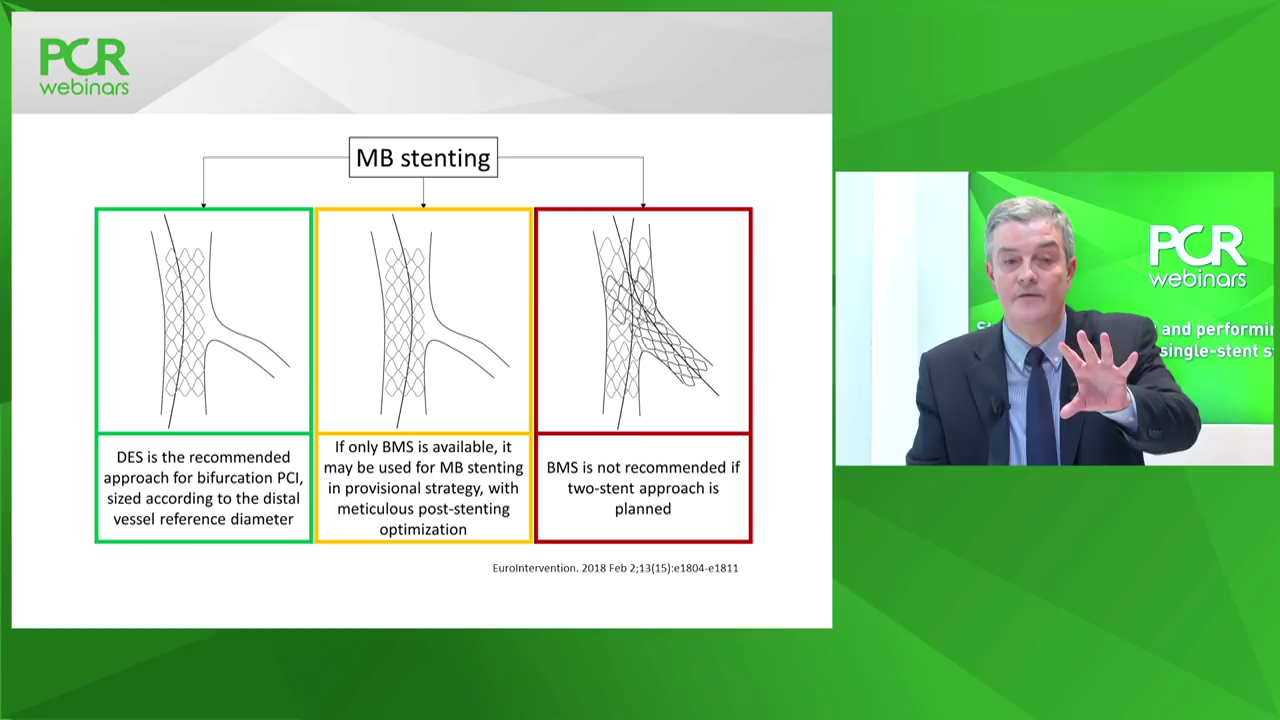 PCR
webinars
MB stenting
DES is the recommended
approach for bifurcation PCI,
sized according to the distal
vessel reference diameter
If only BMS is available, it
may be used for MB stenting
in provisional strategy, with
meticulous post-stenting
optimization
BMS is not recommended if
two-stent approach is
planned
EuroIntervention. 2018 Feb 2;13(15):e1804-e1811
PCR
webinars
and performin
single-stent s